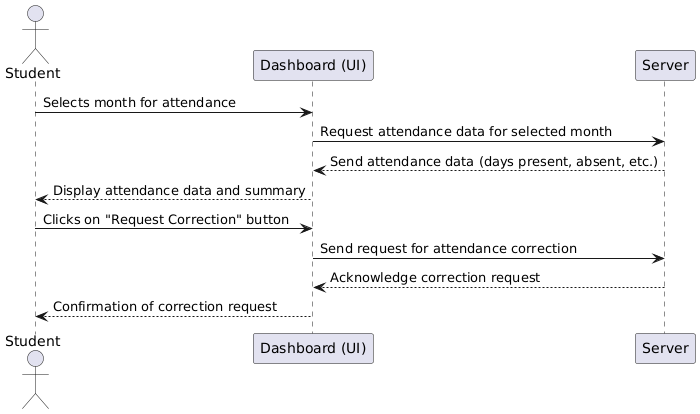 Student
Dashboard (UI)
Server
Selects month for attendance
Request attendance data for selected month
Send attendance data (days present, absent, etc.)
Display attendance data and summary
Clicks on "Request Correction" button
Send request for attendance correction
Acknowledge correction request
Confirmation of correction request
Student
Dashboard (UI)
Server